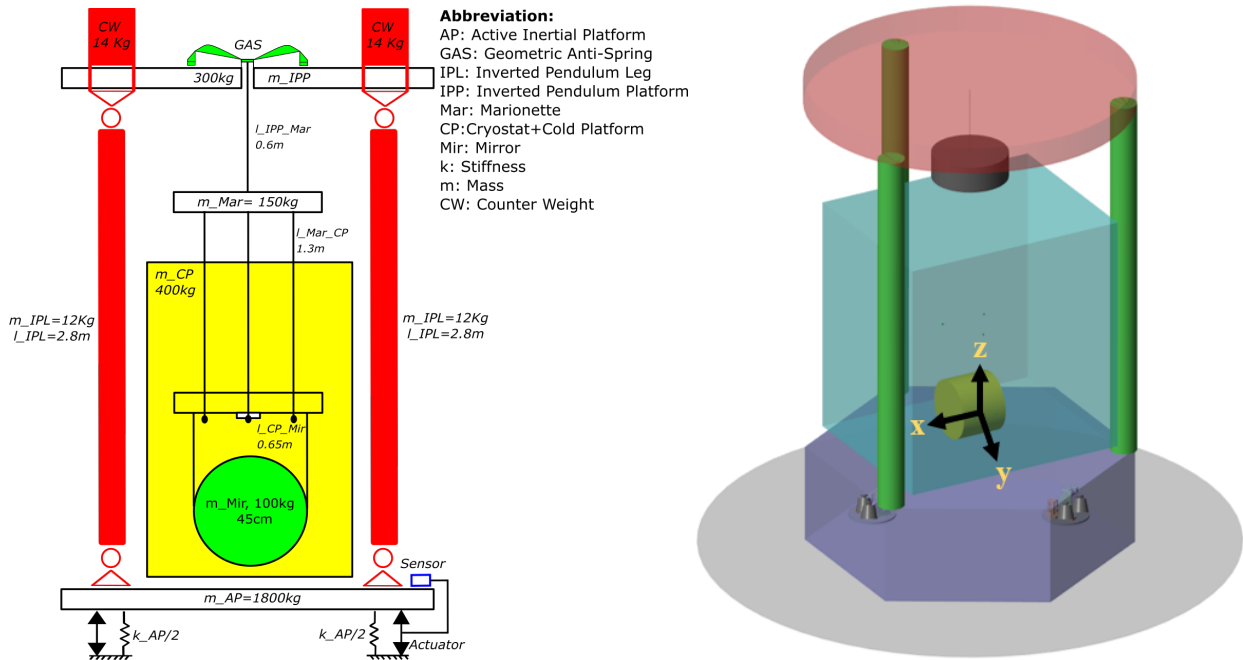 CW
14 Kg
GAS
CW
14 Kg
300kg
m_IPP
l_IPP_Mar
0.6m
m_Mar= 150kg
l_Mar_CP
1.3m
m_CP
400kg
m_IPL=12Kg
l_IPL=2.8m
m_IPL=12Kg
l_IPL=2.8m
l_CP_Mir
0.65m
m_Mir, 100kg
45cm
Sensor
m_AP=1800kg
k_AP/2
k_AP/2
Actuator
Abbreviation:
AP: Active Inertial Platform
GAS: Geometric Anti-Spring
IPL: Inverted Pendulum Leg
IPP: Inverted Pendulum Platform
Mar: Marionette
CP:Cryostat+Cold Platform
Mir: Mirror
k: Stiffness
m: Mass
CW: Counter Weight
z
x
y